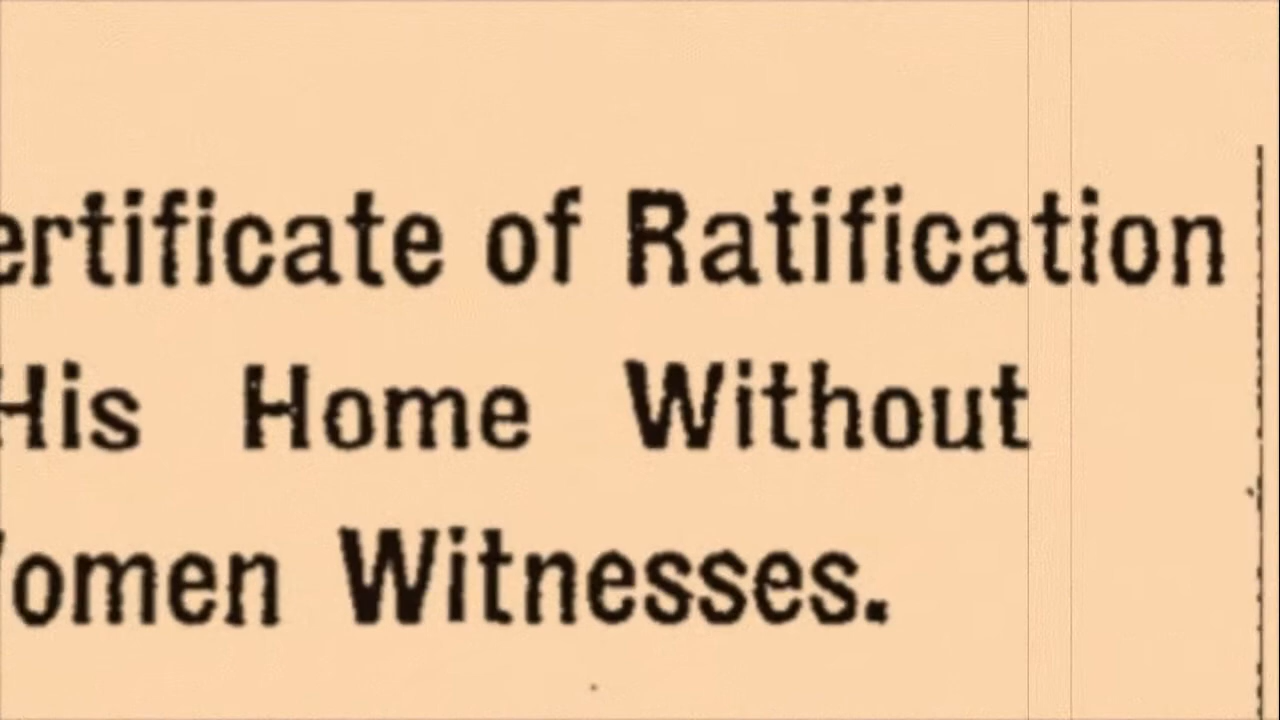 ertificate of Ratification
His Home Without
omen Witnesses.